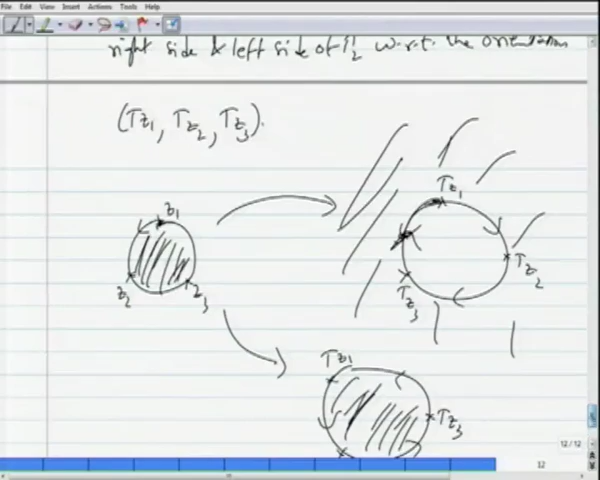 File Edit View Insert Actions Tools Help
right side & left side of Γ2 w.r.t. the orientation
(Tz1, Tz2, Tz3).
Tz1
z1
Tz2
z2
z3
Tz3
Tz1
Tz3
12/12
12